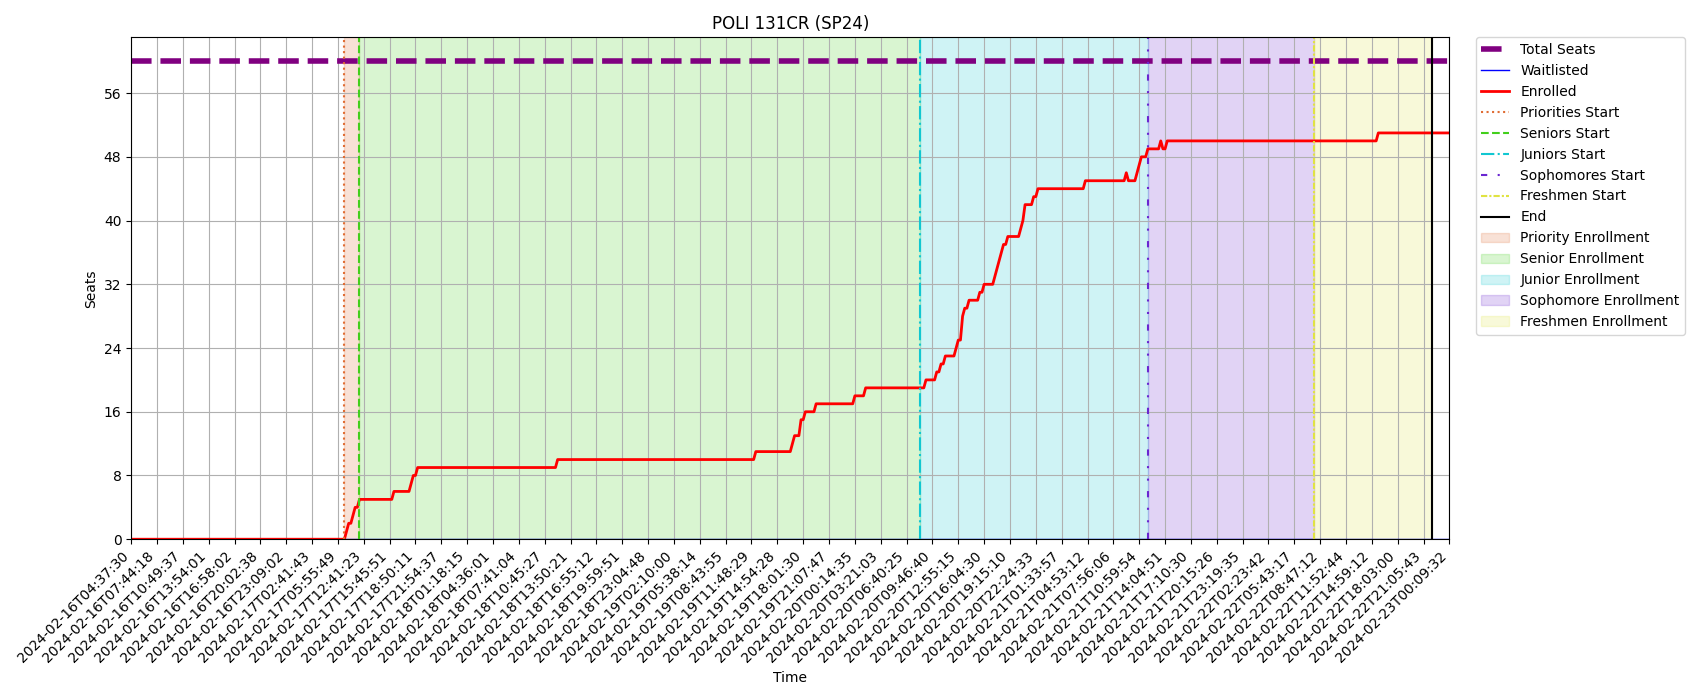 POLI 131CR (SP24)
Total Seats
Waitlisted
Enrolled
Priorities Start
Seniors Start
Juniors Start
Sophomores Start
Freshmen Start
End
Priority Enrollment
Senior Enrollment
Junior Enrollment
Sophomore Enrollment
Freshmen Enrollment
Seats
56
48
40
32
24
16
8
0
2024-02-16T04:37:30
2024-02-16T07:44:18
2024-02-16T10:49:37
2024-02-16T13:54:01
2024-02-16T16:58:02
2024-02-16T20:02:38
2024-02-16T23:09:02
2024-02-17T02:41:43
2024-02-17T05:55:49
2024-02-17T12:41:23
2024-02-17T15:45:51
2024-02-17T18:50:11
2024-02-17T21:54:37
2024-02-18T01:18:15
2024-02-18T04:36:01
2024-02-18T07:41:04
2024-02-18T10:45:27
2024-02-18T13:50:21
2024-02-18T16:55:12
2024-02-18T19:59:51
2024-02-18T23:04:48
2024-02-19T02:10:00
2024-02-19T05:38:14
2024-02-19T08:43:55
2024-02-19T11:48:29
2024-02-19T14:54:28
2024-02-19T18:01:30
2024-02-19T21:07:47
2024-02-20T00:14:35
2024-02-20T03:21:03
2024-02-20T06:40:25
2024-02-20T09:46:40
2024-02-20T12:55:15
2024-02-20T16:04:30
2024-02-20T19:15:10
2024-02-20T22:24:33
2024-02-21T01:33:57
2024-02-21T04:53:12
2024-02-21T07:56:06
2024-02-21T10:59:54
2024-02-21T14:04:51
2024-02-21T17:10:30
2024-02-21T20:15:26
2024-02-21T23:19:35
2024-02-22T02:23:42
2024-02-22T05:43:17
2024-02-22T08:47:12
2024-02-22T11:52:44
2024-02-22T14:59:12
2024-02-22T18:03:00
2024-02-22T21:05:43
2024-02-23T00:09:32
Time